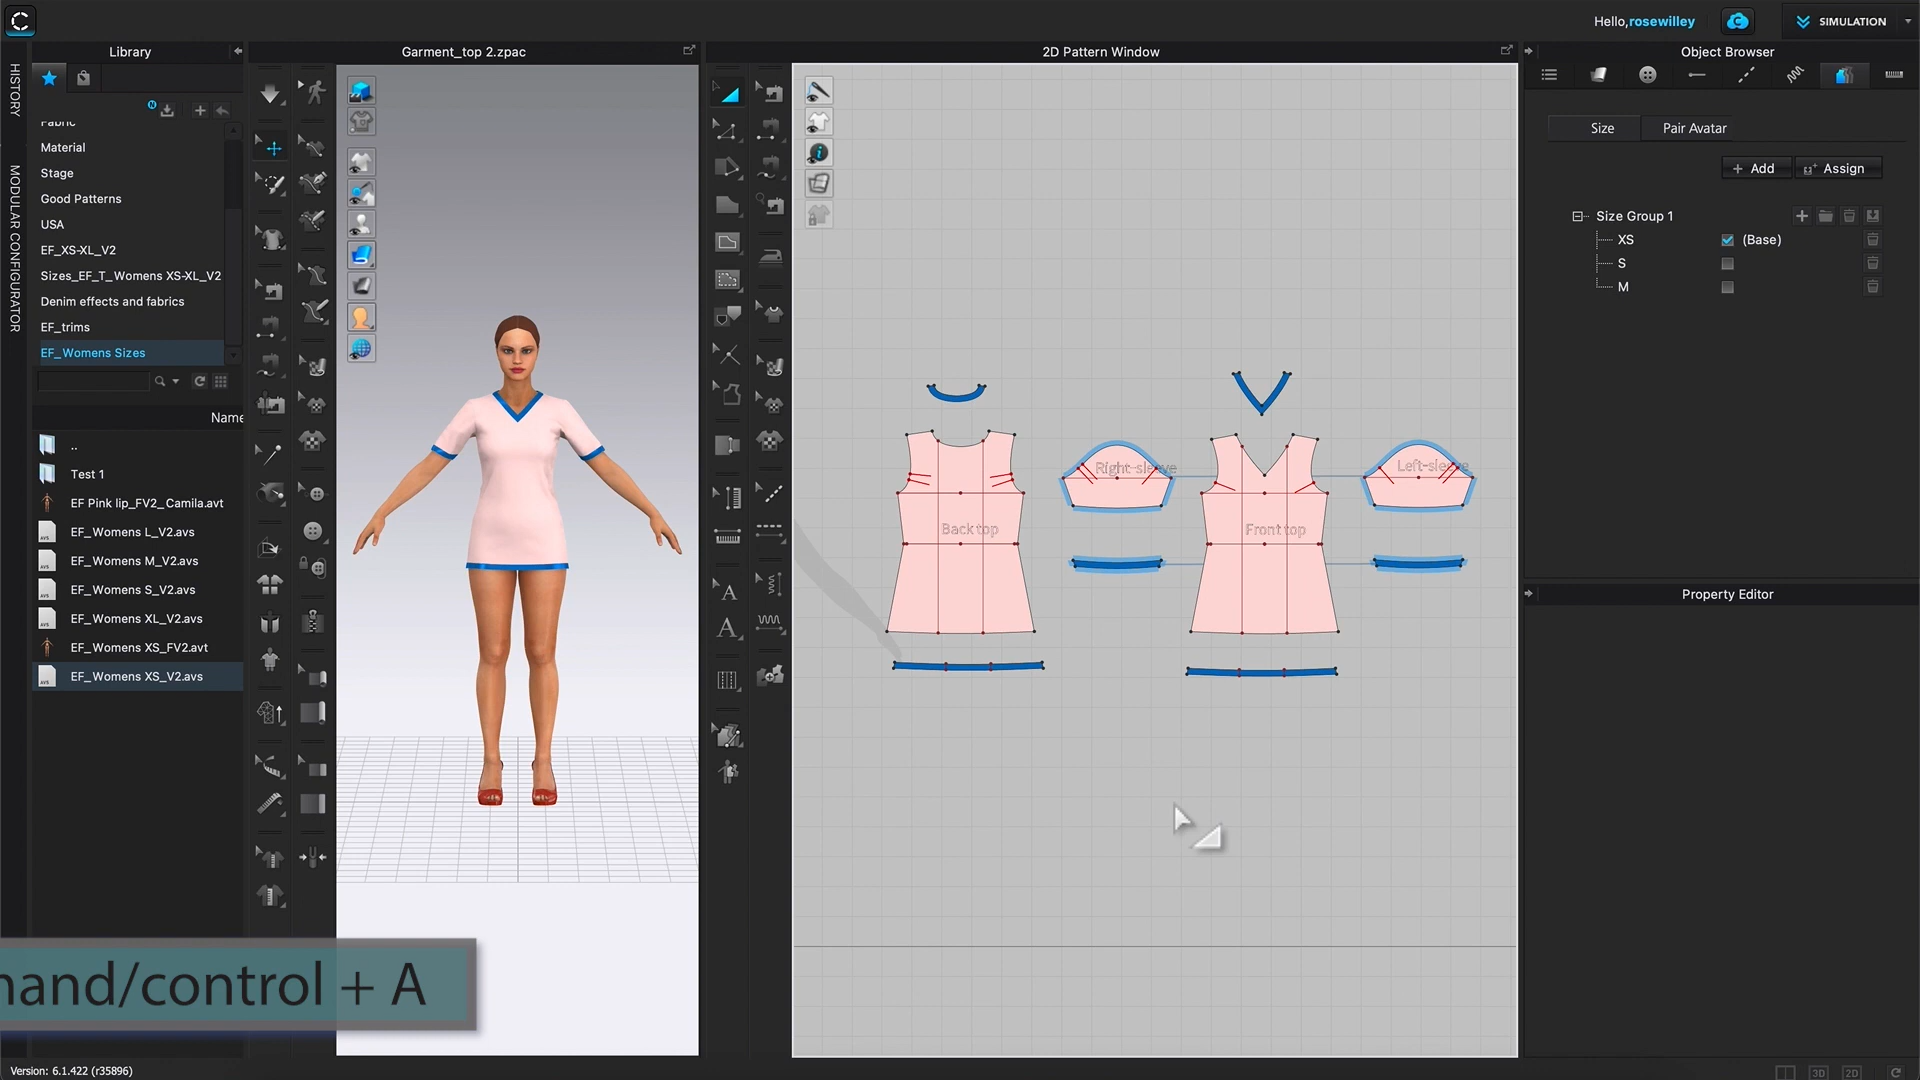 Hello,rosewilley
SIMULATION
Library
Garment_top 2.zpac
2D Pattern Window
Object Browser
HISTORY
MODULAR CONFIGURATOR
Fabric
Material
Stage
Good Patterns
USA
EF_XS-XL_V2
Sizes_EF_T_Womens XS-XL_V2
Denim effects and fabrics
EF_trims
EF_Womens Sizes
Name
..
Test 1
EF Pink lip_FV2_Camila.avt
EF_Womens L_V2.avs
EF_Womens M_V2.avs
EF_Womens S_V2.avs
EF_Womens XL_V2.avs
EF_Womens XS_FV2.avt
EF_Womens XS_V2.avs
Right-sleeve
Left-sleeve
Back top
Front top
Size
Pair Avatar
+ Add
Assign
Size Group 1
XS
(Base)
S
M
Property Editor
nand/control + A
Version: 6.1.422 (r35896)
3D
2D